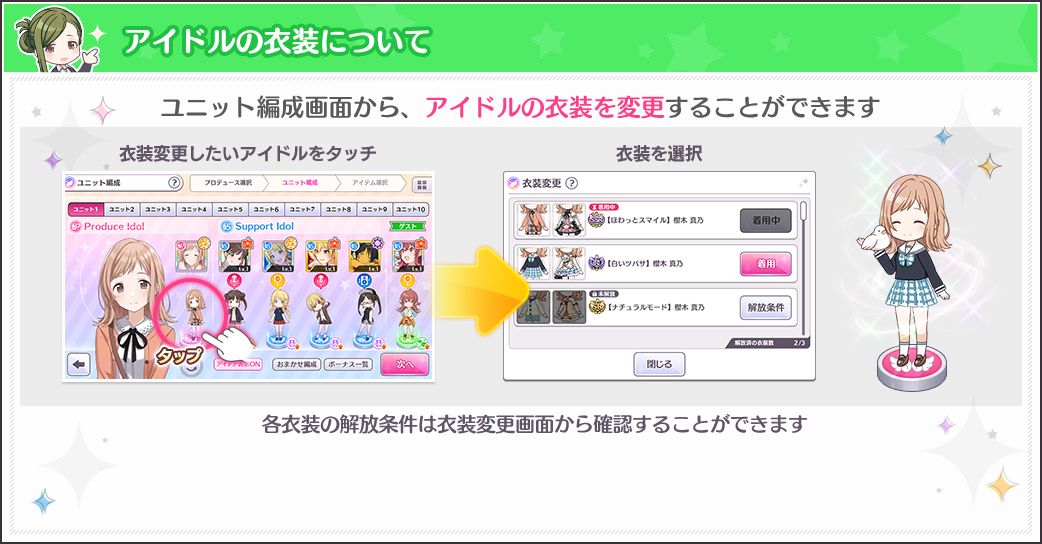 アイドルの衣装について
ユニット編成画面から、アイドルの衣装を変更することができます
衣装変更したいアイドルをタッチ
衣装を選択
ユニット編成 ?
プロデュース選択 ユニット編成 アイテム選択
ユニット1 ユニット2 ユニット3 ユニット4 ユニット5 ユニット6 ユニット7 ユニット8 ユニット9 ユニット10
Produce Idol
Support Idol
ゲスト
Lv.1 Lv.1 Lv.1 Lv.1 Lv.1
タップ
おまかせ編成
ボーナス一覧
次へ
衣装変更 ?
着用中
【ほわっとスマイル】櫻木 真乃
着用中
【白いツバサ】櫻木 真乃
着用
未解放
【ナチュラルモード】櫻木 真乃
解放条件
解放済の衣装数 2/3
閉じる
各衣装の解放条件は衣装変更画面から確認することができます